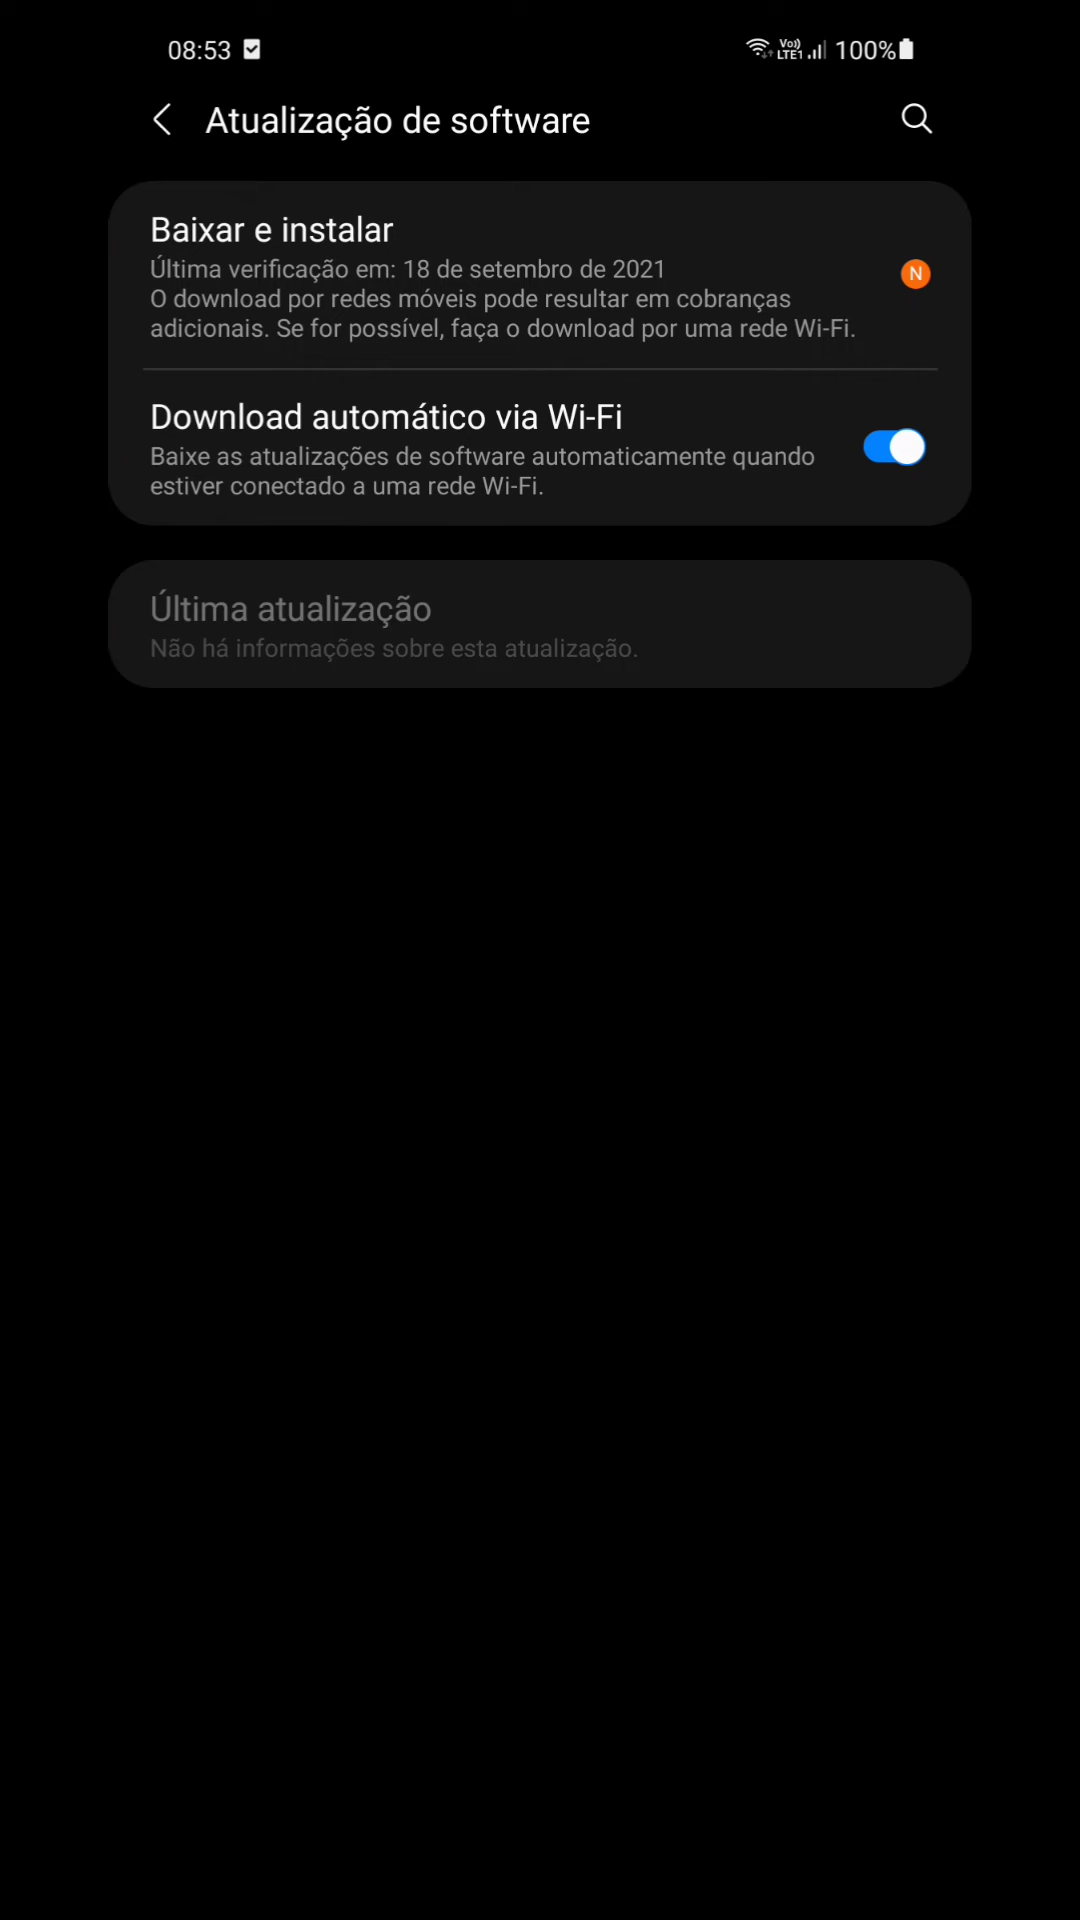 08:53
Vo))
LTE1
100%
Atualização de software
Baixar e instalar
Última verificação em: 18 de setembro de 2021
O download por redes móveis pode resultar em cobranças
adicionais. Se for possível, faça o download por uma rede Wi-Fi.
N
Download automático via Wi-Fi
Baixe as atualizações de software automaticamente quando
estiver conectado a uma rede Wi-Fi.
Última atualização
Não há informações sobre esta atualização.